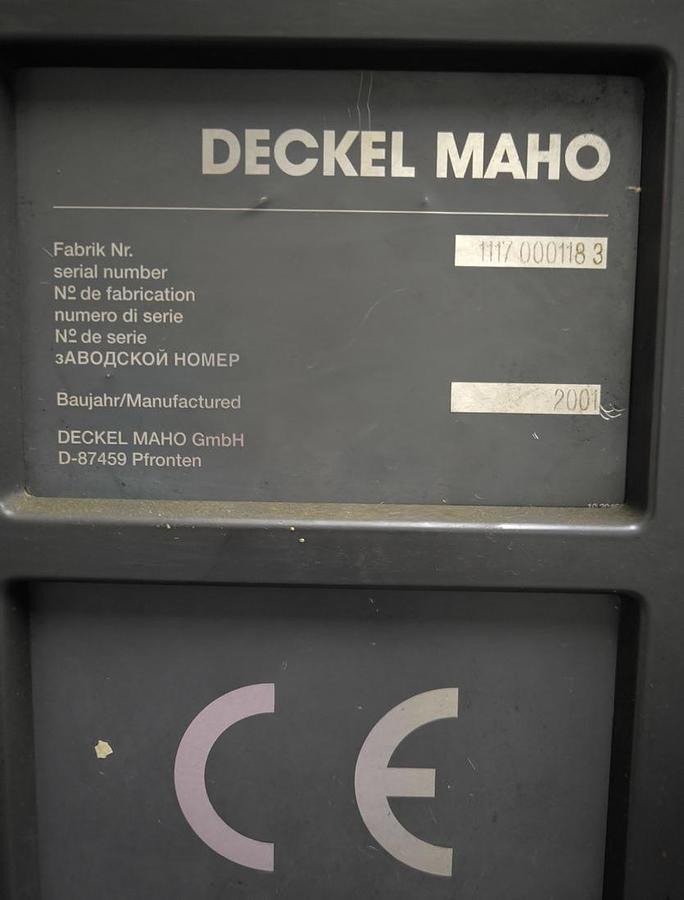 DECKEL MAHO
Fabrik Nr. 1117 000118 3
serial number
Nº de fabrication
numero di serie
Nº de serie
зАВОДСКОЙ НОМЕР
Baujahr/Manufactured 2001
DECKEL MAHO GmbH
D-87459 Pfronten
CE